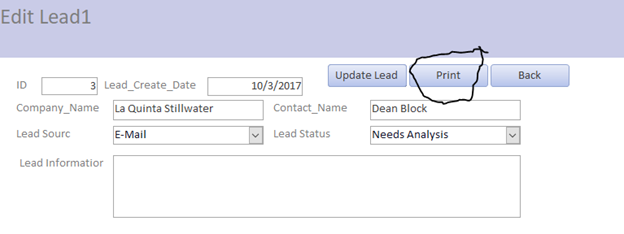 Edit Lead1
Update Lead Print Back
ID 3 Lead_Create_Date 10/3/2017
Company_Name La Quinta Stillwater Contact_Name Dean Block
Lead Sourc E-Mail Lead Status Needs Analysis
Lead Informatior